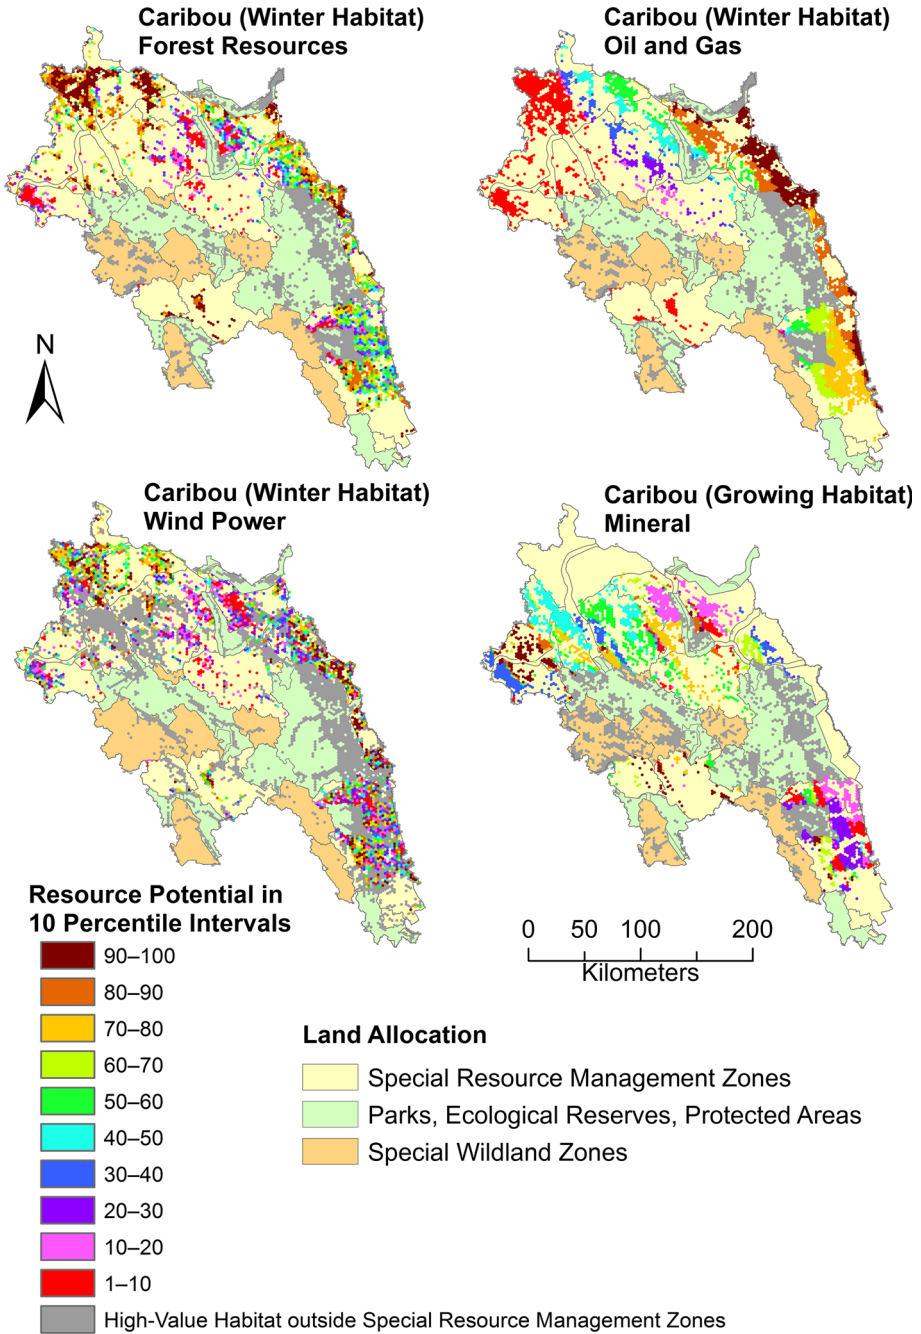 Caribou (Winter Habitat)
Forest Resources
Caribou (Winter Habitat)
Oil and Gas
N
Caribou (Winter Habitat)
Wind Power
Caribou (Growing Habitat)
Mineral
Resource Potential in
10 Percentile Intervals
90–100
80–90
70–80
60–70
50–60
40–50
30–40
20–30
10–20
1–10
High-Value Habitat outside Special Resource Management Zones
0 50 100 200
Kilometers
Land Allocation
Special Resource Management Zones
Parks, Ecological Reserves, Protected Areas
Special Wildland Zones